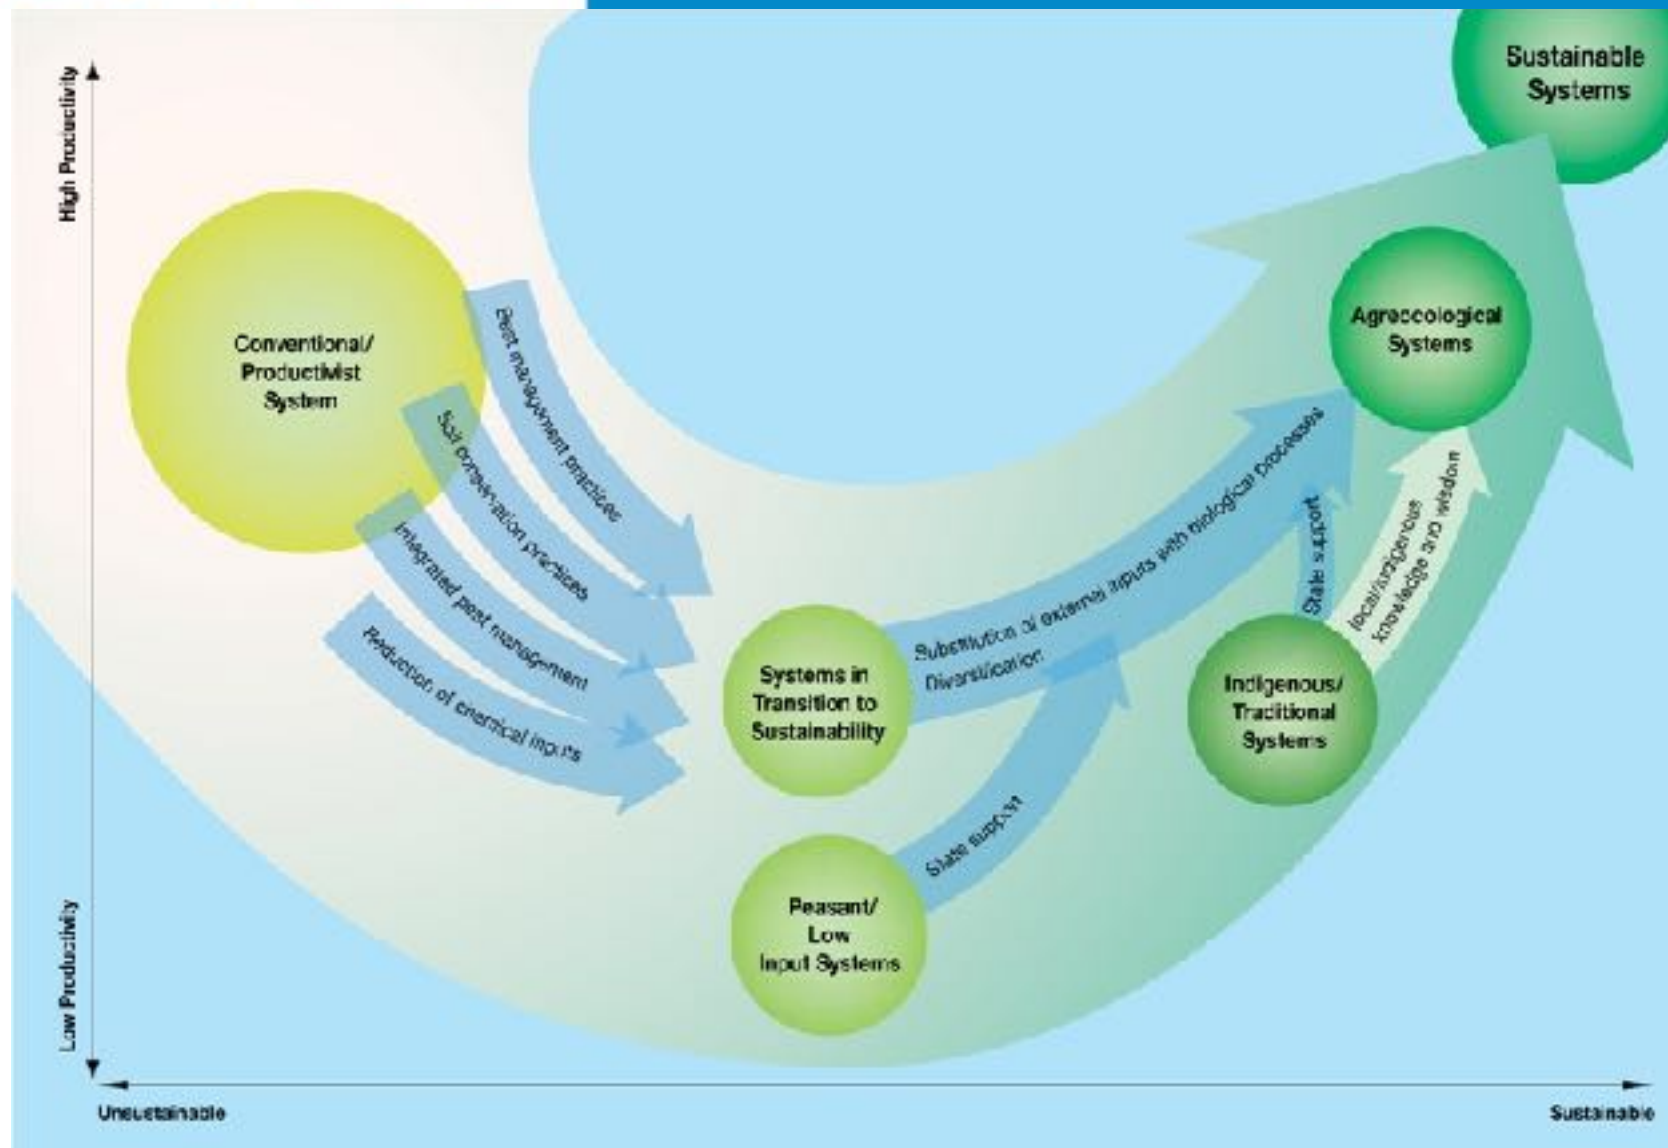 High Productivity
Low Productivity
Unsustainable
Sustainable
Sustainable
Systems
Conventional/
Productivist
System
Best management practices
Soil conservation practices
Integrated pest management
Reduction of chemical inputs
Systems in
Transition to
Sustainability
Substitution of external inputs with biological processes
Diversification
Peasant/
Low
Input Systems
State support
Indigenous/
Traditional
Systems
State support
local/indigenous
knowledge and wisdom
Agreccological
Systems